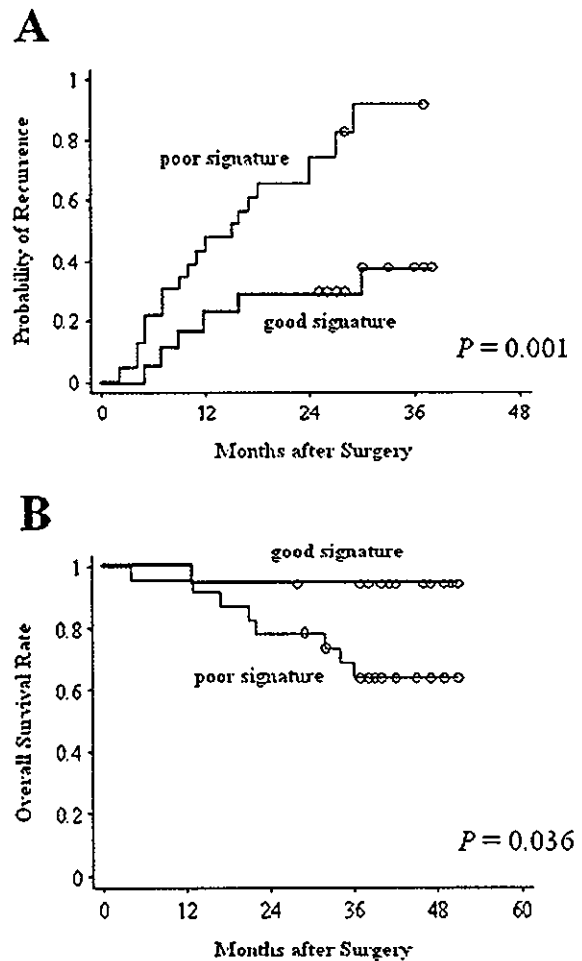 A
Probability of Recurrence
1
0.8
0.6
0.4
0.2
0
poor signature
good signature
P = 0.001
0 12 24 36 48
Months after Surgery
B
Overall Survival Rate
1
0.8
0.6
0.4
0.2
0
good signature
poor signature
P = 0.036
0 12 24 36 48 60
Months after Surgery